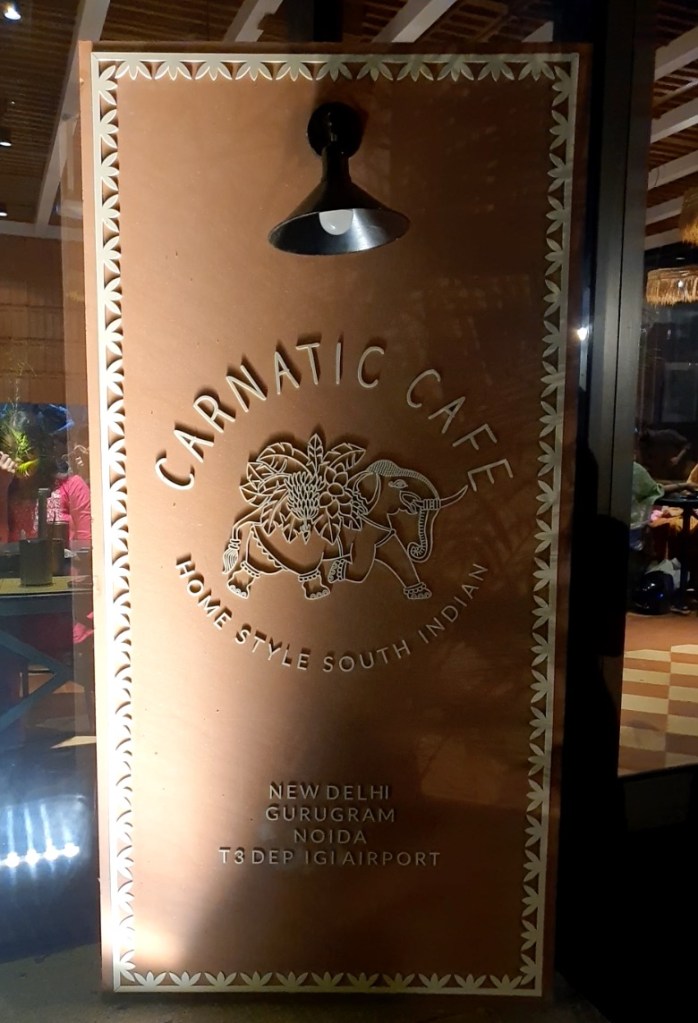 CARNATIC CAFE
HOME STYLE SOUTH INDIAN
NEW DELHI
GURUGRAM
NOIDA
T3 DEP IGI AIRPORT